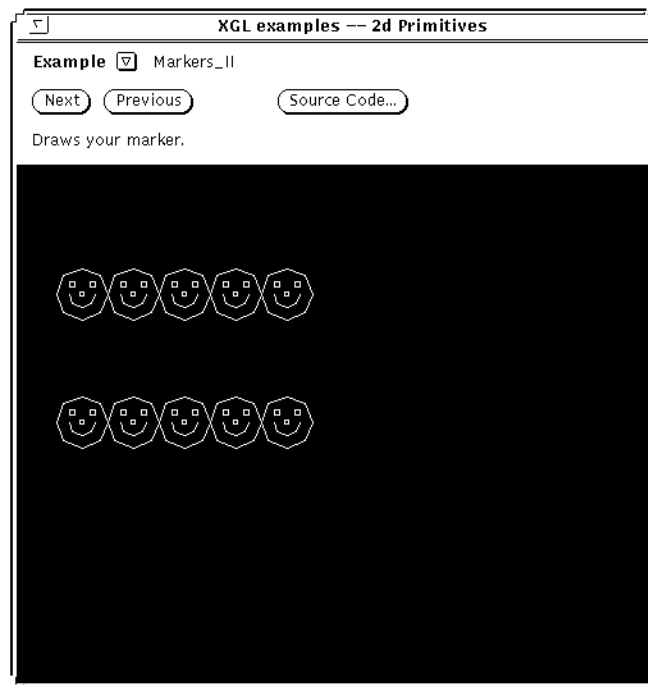 XGL examples -- 2d Primitives
Example Markers_II
Next Previous Source Code...
Draws your marker.